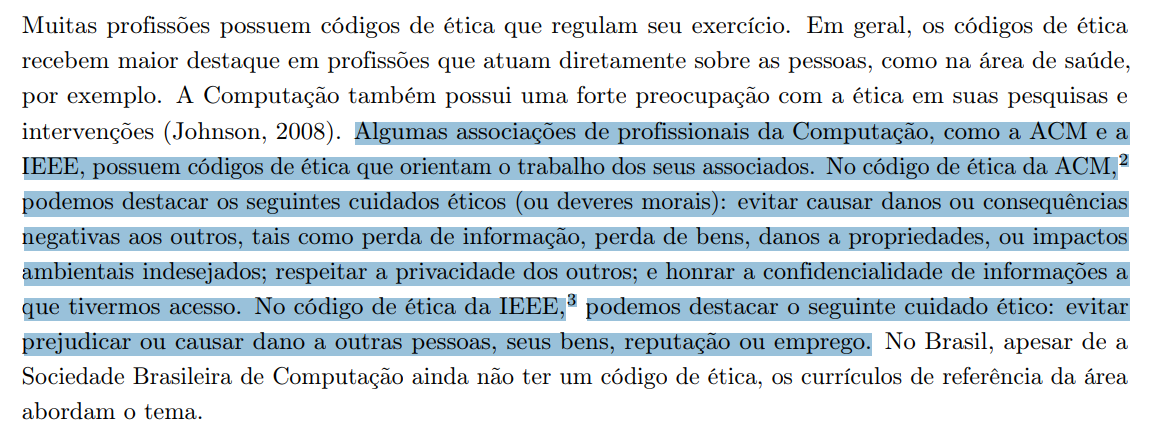 Muitas profissões possuem códigos de ética que regulam seu exercício. Em geral, os códigos de ética
recebem maior destaque em profissões que atuam diretamente sobre as pessoas, como na área de saúde,
por exemplo. A Computação também possui uma forte preocupação com a ética em suas pesquisas e
intervenções (Johnson, 2008). Algumas associações de profissionais da Computação, como a ACM e a
IEEE, possuem códigos de ética que orientam o trabalho dos seus associados. No código de ética da ACM,²
podemos destacar os seguintes cuidados éticos (ou deveres morais): evitar causar danos ou consequências
negativas aos outros, tais como perda de informação, perda de bens, danos a propriedades, ou impactos
ambientais indesejados; respeitar a privacidade dos outros; e honrar a confidencialidade de informações a
que tivermos acesso. No código de ética da IEEE,³ podemos destacar o seguinte cuidado ético: evitar
prejudicar ou causar dano a outras pessoas, seus bens, reputação ou emprego. No Brasil, apesar de a
Sociedade Brasileira de Computação ainda não ter um código de ética, os currículos de referência da área
abordam o tema.